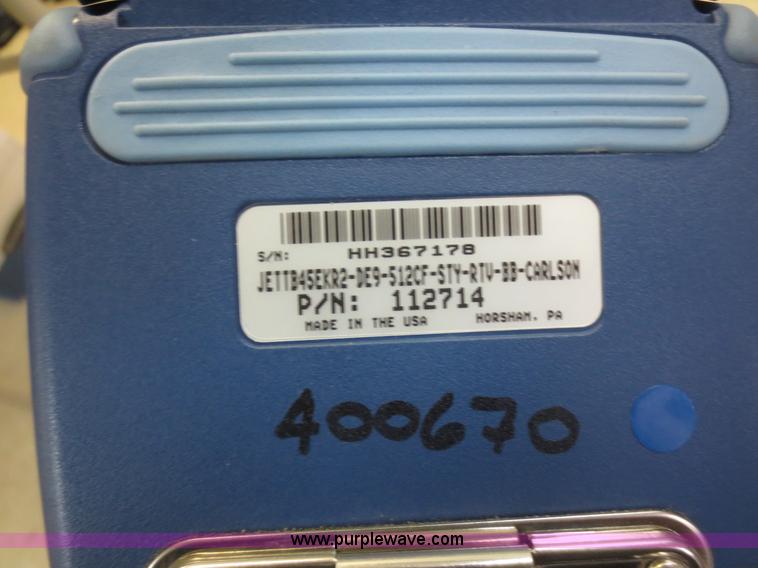 S/N: HH367178
JETTB45EKR2-DE9-512CF-STY-RTV-BB-CARLSON
P/N: 112714
MADE IN THE USA HORSHAM, PA
400670
www.purplewave.com